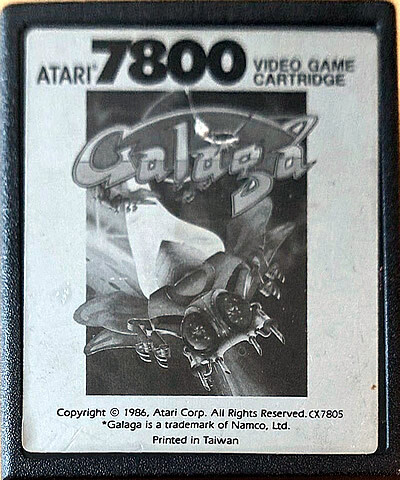 ATARI® 7800 VIDEO GAME
CARTRIDGE
Galaga
Copyright © 1986, Atari Corp. All Rights Reserved. CX7805
*Galaga is a trademark of Namco, Ltd.
Printed in Taiwan